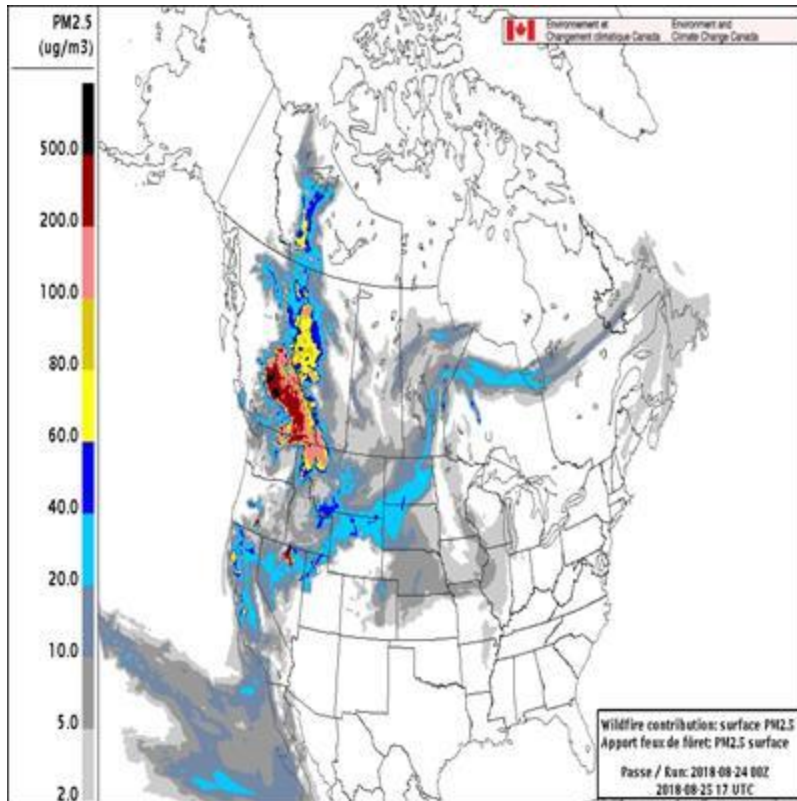 PM2.5
(ug/m3)
Environnement et
Changement climatique Canada
Environment and
Climate Change Canada
500.0
200.0
100.0
80.0
60.0
40.0
20.0
10.0
5.0
2.0
Wildfire contribution: surface PM2.5
Apport feux de fôret: PM2.5 surface
Passe / Run: 2018-08-24 00Z
2018-08-25 17 UTC